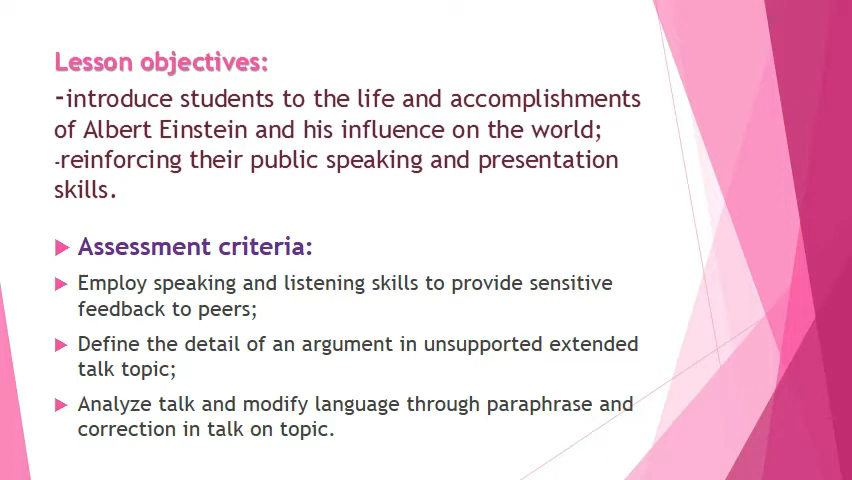 Lesson objectives:
-introduce students to the life and accomplishments
of Albert Einstein and his influence on the world;
-reinforcing their public speaking and presentation
skills.
Assessment criteria:
Employ speaking and listening skills to provide sensitive
feedback to peers;
Define the detail of an argument in unsupported extended
talk topic;
Analyze talk and modify language through paraphrase and
correction in talk on topic.